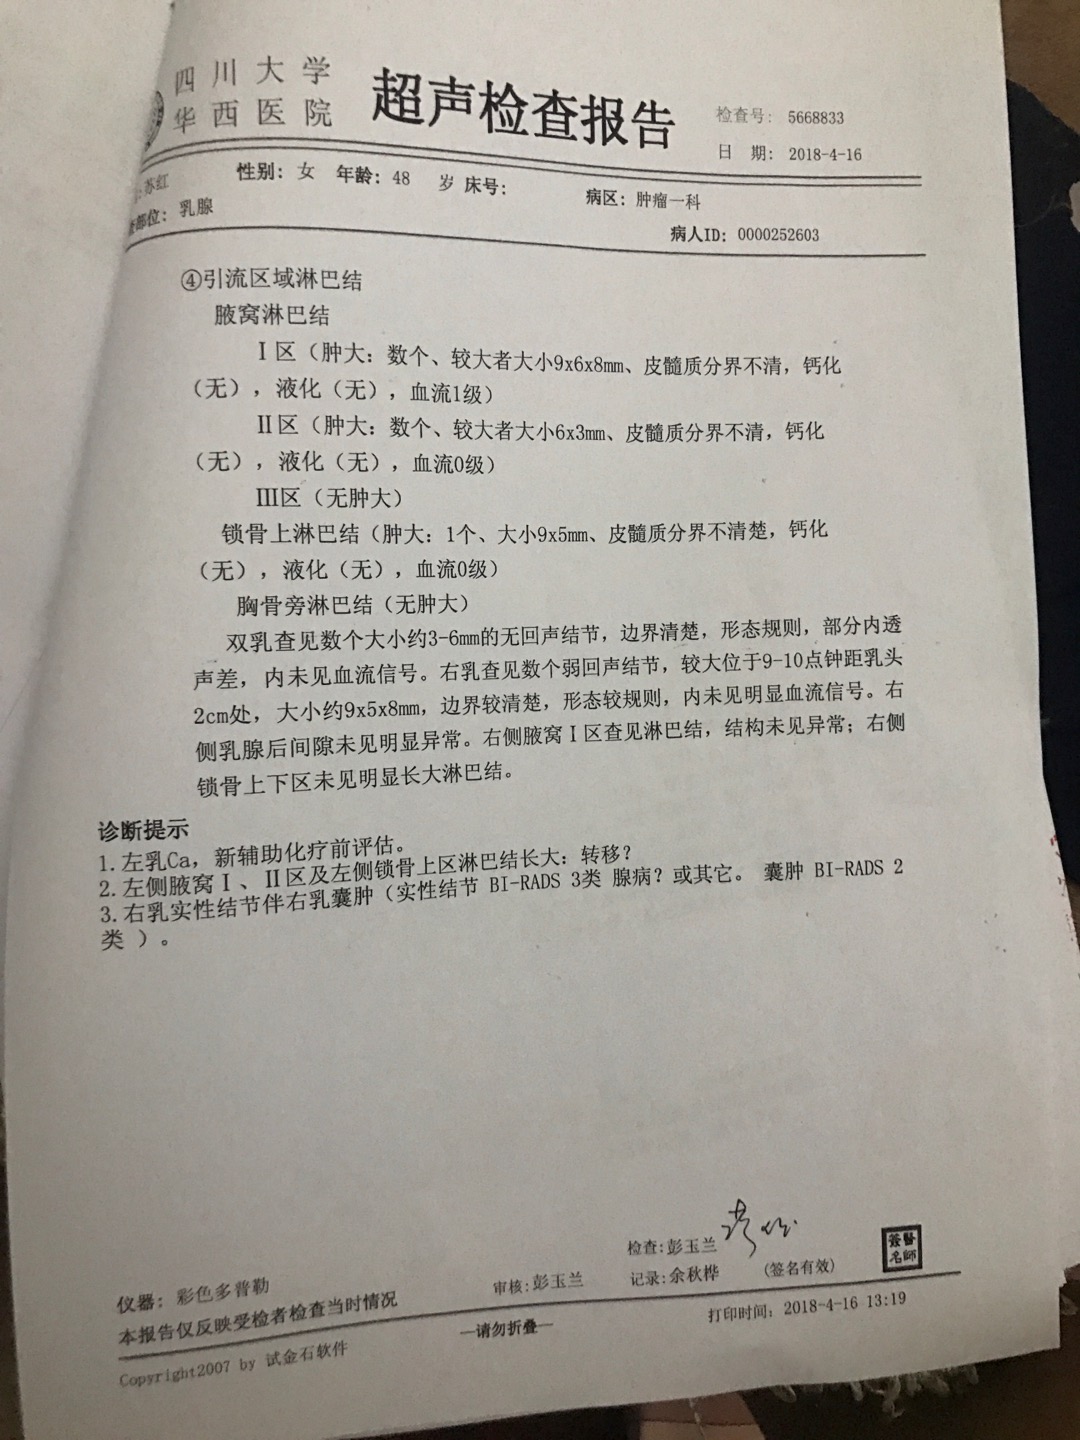 四川大学
华西医院
超声检查报告
检查号: 5668833
日 期: 2018-4-16
:苏红
性别: 女 年龄: 48 岁 床号:
病区: 肿瘤一科
部位: 乳腺
病人ID: 0000252603
④引流区域淋巴结
腋窝淋巴结
Ⅰ区（肿大: 数个、较大者大小9x6x8mm、皮髓质分界不清, 钙化
（无）, 液化（无）, 血流1级）
Ⅱ区（肿大: 数个、较大者大小6x3mm、皮髓质分界不清, 钙化
（无）, 液化（无）, 血流0级）
Ⅲ区（无肿大）
锁骨上淋巴结（肿大: 1个、大小9x5mm、皮髓质分界不清楚, 钙化
（无）, 液化（无）, 血流0级）
胸骨旁淋巴结（无肿大）
双乳查见数个大小约3-6mm的无回声结节, 边界清楚, 形态规则, 部分内透
声差, 内未见血流信号。右乳查见数个弱回声结节, 较大位于9-10点钟距乳头
2cm处, 大小约9x5x8mm, 边界较清楚, 形态较规则, 内未见明显血流信号。右
侧乳腺后间隙未见明显异常。右侧腋窝Ⅰ区查见淋巴结, 结构未见异常; 右侧
锁骨上下区未见明显长大淋巴结。
诊断提示
1.左乳Ca, 新辅助化疗前评估。
2.左侧腋窝Ⅰ、Ⅱ区及左侧锁骨上区淋巴结长大: 转移?
3.右乳实性结节伴右乳囊肿（实性结节 BI-RADS 3类 腺病? 或其它。 囊肿 BI-RADS 2
类 ）。
检查:彭玉兰
仪器: 彩色多普勒
审核:彭玉兰
记录:余秋桦
(签名有效)
醫師簽名
本报告仅反映受检者检查当时情况
—请勿折叠—
打印时间: 2018-4-16 13:19
Copyright2007 by 试金石软件